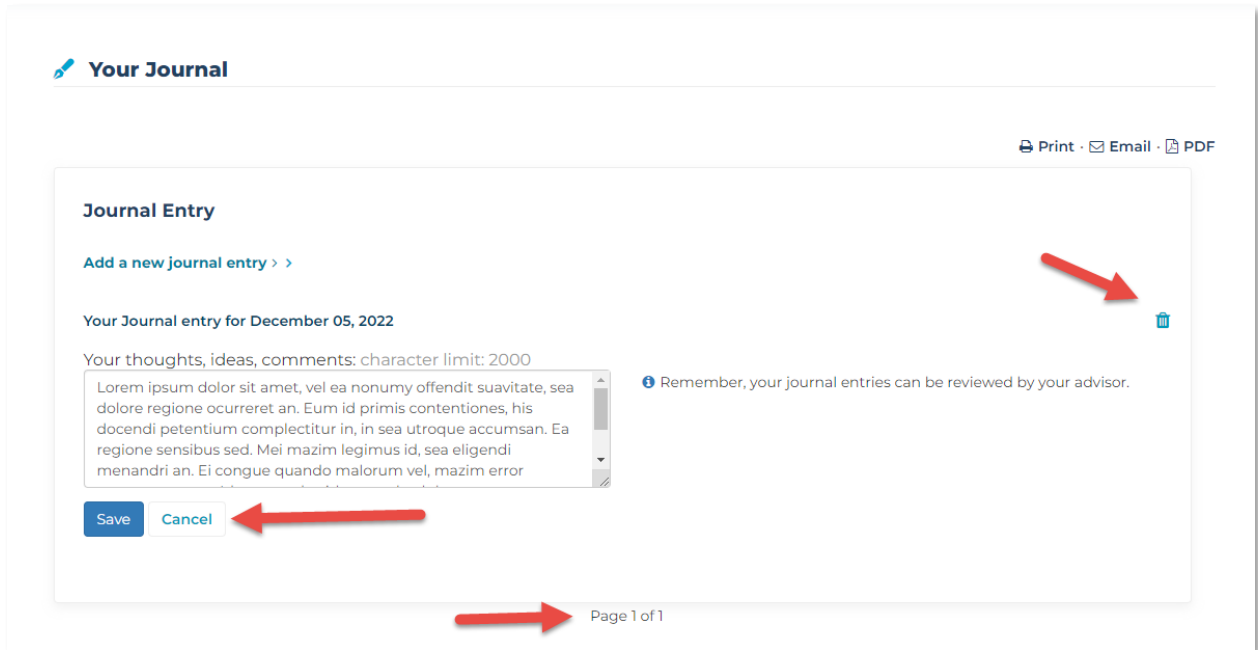 Your Journal
Print · Email · PDF
Journal Entry
Add a new journal entry > >
Your Journal entry for December 05, 2022
Your thoughts, ideas, comments: character limit: 2000
Lorem ipsum dolor sit amet, vel ea nonumy offendit suavitate, sea
dolore regione ocurreret an. Eum id primis contentiones, his
docendi petentium complectitur in, in sea utroque accumsan. Ea
regione sensibus sed. Mei mazim legimus id, sea eligendi
menandri an. Ei congue quando malorum vel, mazim error
Remember, your journal entries can be reviewed by your advisor.
Save Cancel
Page 1 of 1